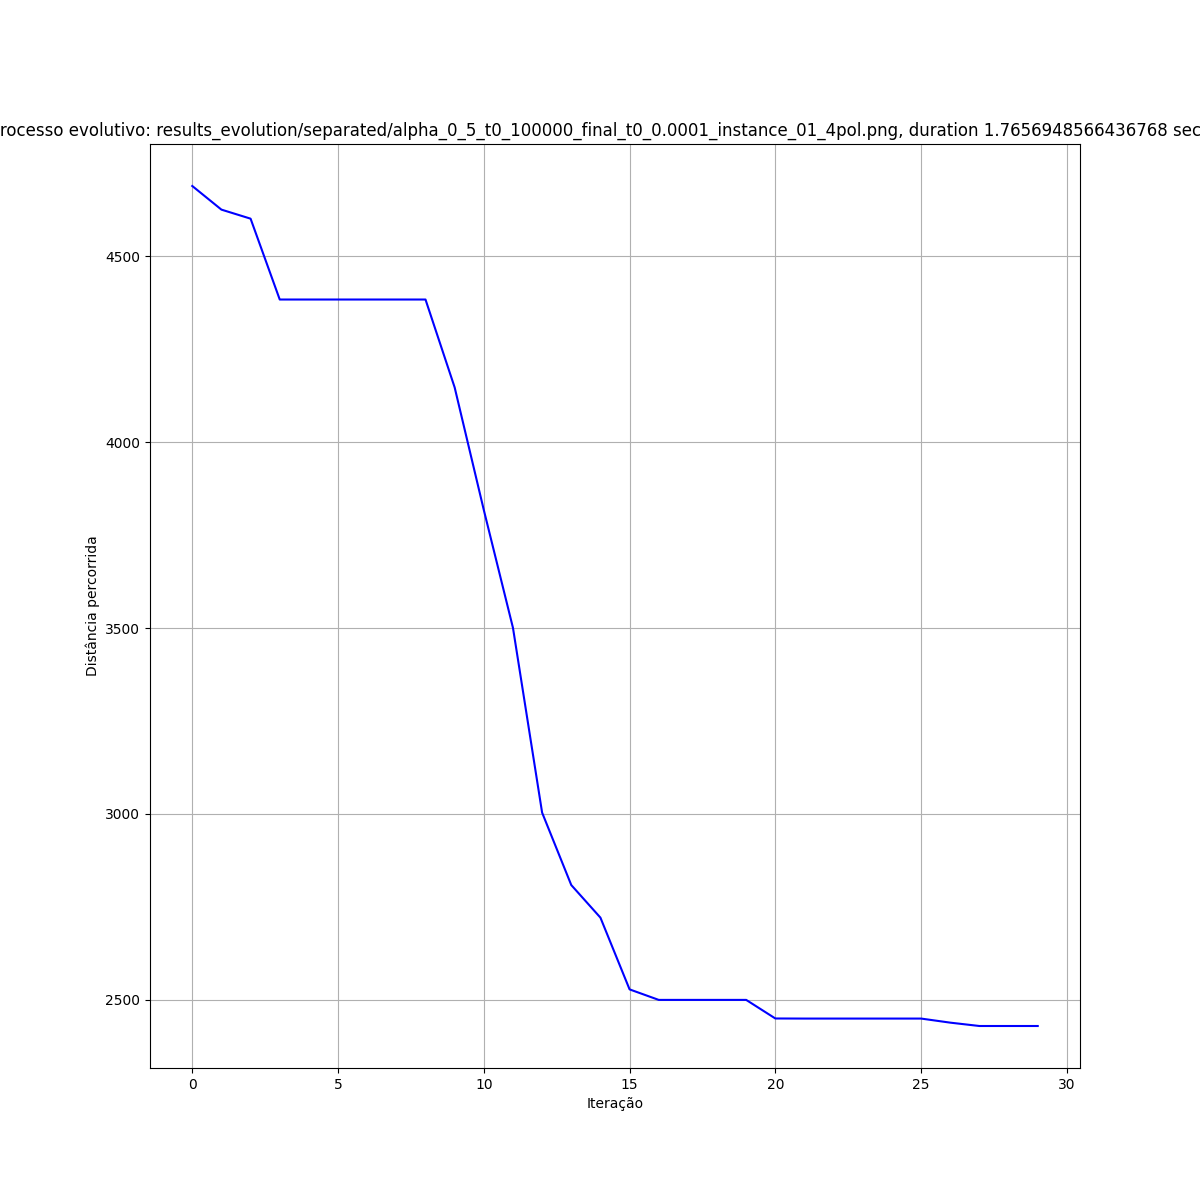 rocesso evolutivo: results_evolution/separated/alpha_0_5_t0_100000_final_t0_0.0001_instance_01_4pol.png, duration 1.7656948566436768 sec
4500
4000
3500
3000
2500
Distância percorrida
0 5 10 15 20 25 30
Iteração